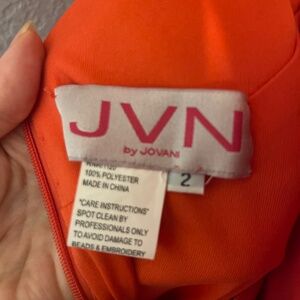 JVN
by JOVANI
2
100% POLYESTER
MADE IN CHINA
"CARE INSTRUCTIONS"
SPOT CLEAN BY
PROFESSIONALS ONLY
TO AVOID DAMAGE TO
BEADS & EMBROIDERY